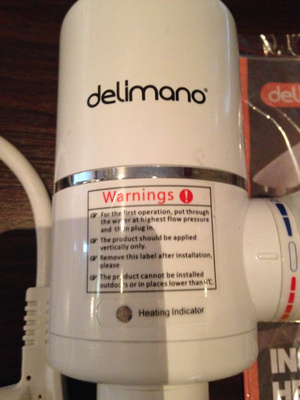 delimano®
deli
Warnings !
☞ For the first operation, put through
the water at highest flow pressure
and then plug in.
☞ The product should be applied
vertically only.
☞ Remove this label after installation,
please.
☞ The product cannot be installed
outdoors or in places lower than
Heating Indicator
INS
H